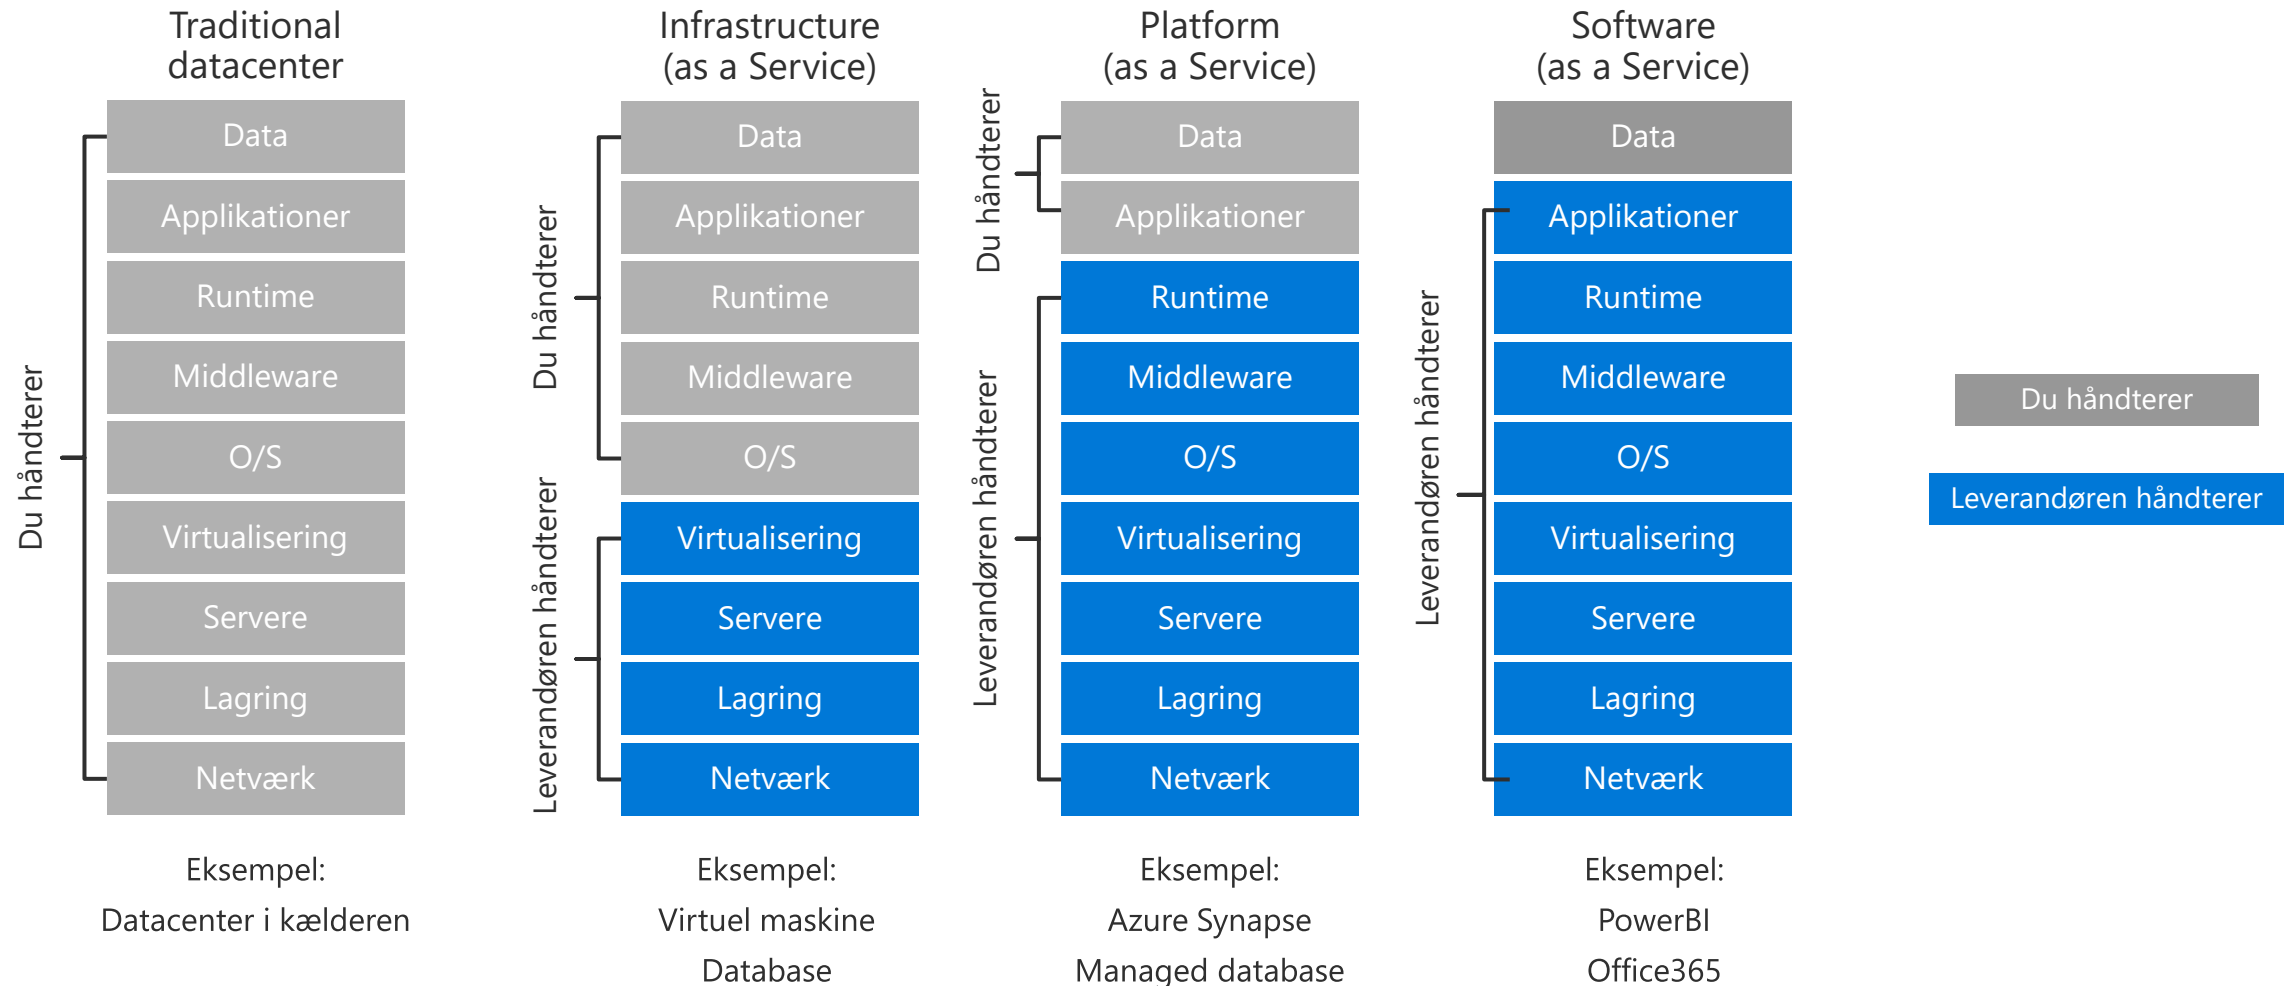 Traditional
datacenter
Du håndterer
Data
Applikationer
Runtime
Middleware
O/S
Virtualisering
Servere
Lagring
Netværk
Eksempel:
Datacenter i kælderen
Infrastructure
(as a Service)
Du håndterer
Leverandøren håndterer
Data
Applikationer
Runtime
Middleware
O/S
Virtualisering
Servere
Lagring
Netværk
Eksempel:
Virtuel maskine
Database
Platform
(as a Service)
Du håndterer
Leverandøren håndterer
Data
Applikationer
Runtime
Middleware
O/S
Virtualisering
Servere
Lagring
Netværk
Eksempel:
Azure Synapse
Managed database
Software
(as a Service)
Leverandøren håndterer
Data
Applikationer
Runtime
Middleware
O/S
Virtualisering
Servere
Lagring
Netværk
Eksempel:
PowerBI
Office365
Du håndterer
Leverandøren håndterer